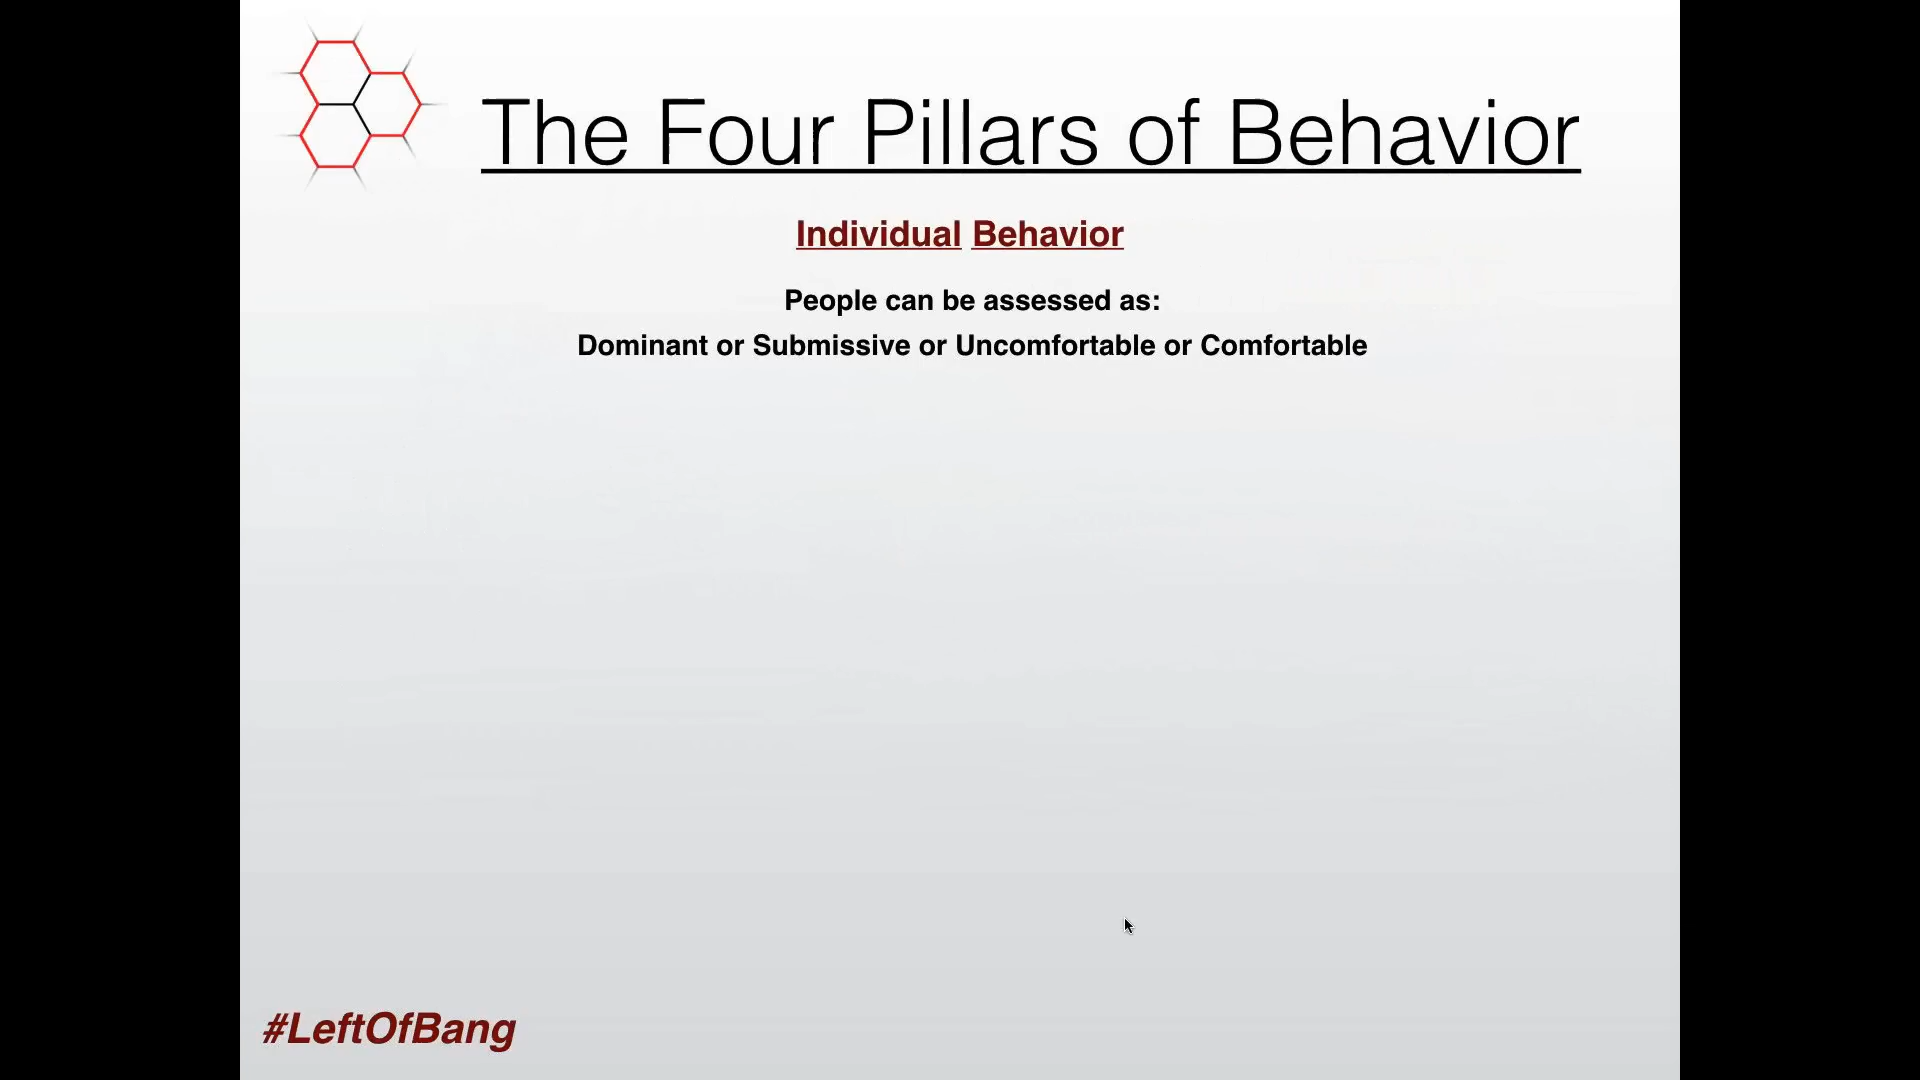 The Four Pillars of Behavior
Individual Behavior
People can be assessed as:
Dominant or Submissive or Uncomfortable or Comfortable
#LeftOfBang